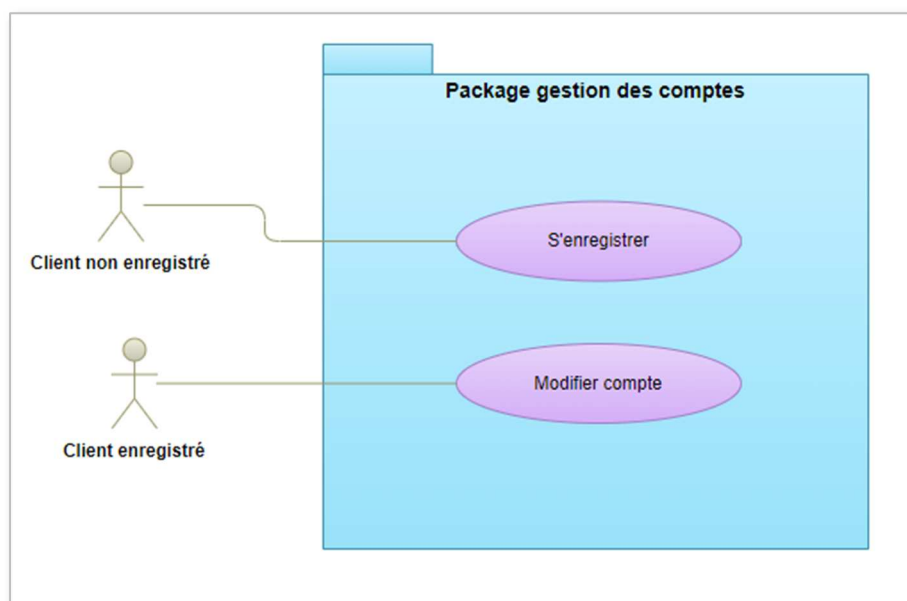 Package gestion des comptes
Client non enregistré
S'enregistrer
Client enregistré
Modifier compte